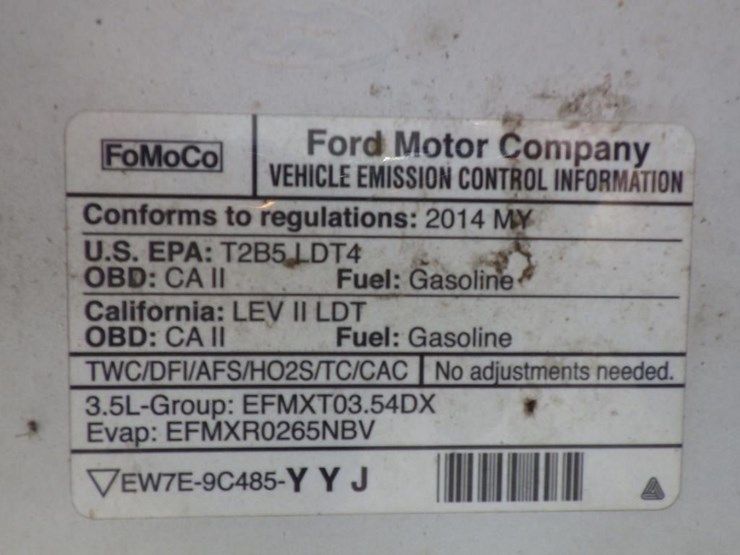 FoMoCo
Ford Motor Company
VEHICLE EMISSION CONTROL INFORMATION
Conforms to regulations: 2014 MY
U.S. EPA: T2B5 LDT4
OBD: CA II Fuel: Gasoline
California: LEV II LDT
OBD: CA II Fuel: Gasoline
TWC/DFI/AFS/HO2S/TC/CAC No adjustments needed.
3.5L-Group: EFMXT03.54DX
Evap: EFMXR0265NBV
EW7E-9C485-Y Y J